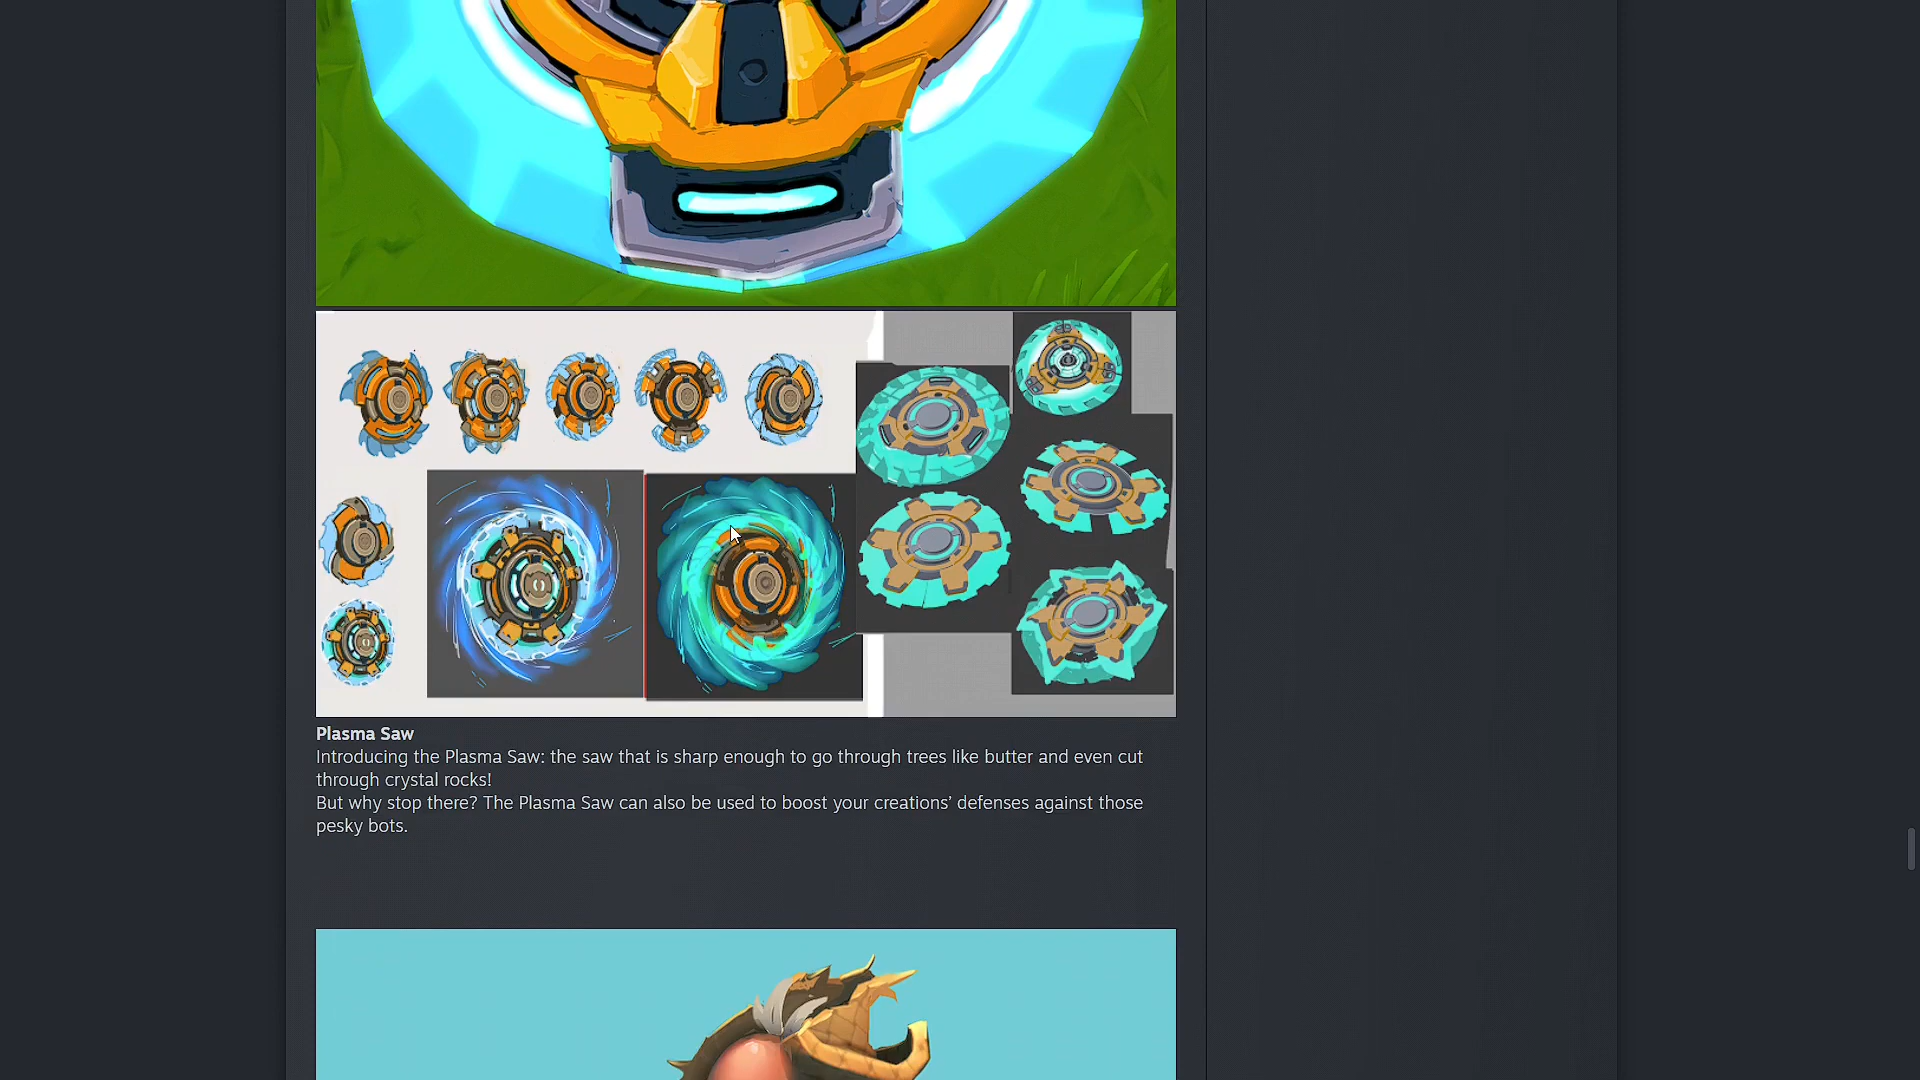 Plasma Saw
Introducing the Plasma Saw: the saw that is sharp enough to go through trees like butter and even cut
through crystal rocks!
But why stop there? The Plasma Saw can also be used to boost your creations’ defenses against those
pesky bots.